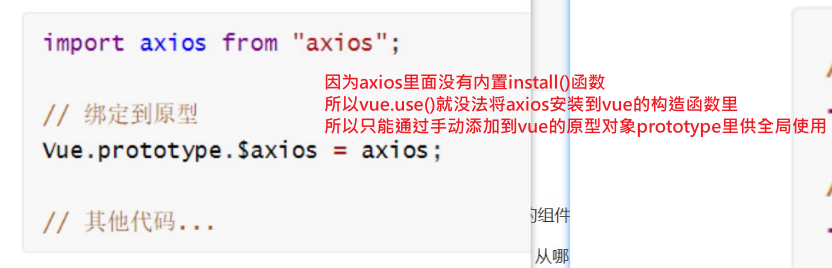 import axios from "axios";
因为axios里面没有内置install()函数
所以vue.use()就没法将axios安装到vue的构造函数里
// 绑定到原型
所以只能通过手动添加到vue的原型对象prototype里供全局使用
Vue.prototype.$axios = axios;
的组件
// 其他代码...
从哪